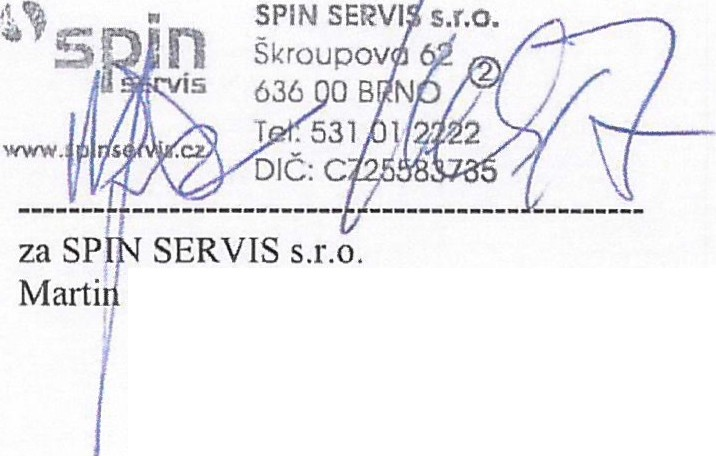 spin
servis
www.spinservis.cz
SPIN SERVIS s.r.o.
Škroupova 62
636 00 BRNO
2
Tel: 531 01 2222
DIČ: CZ25583735
za SPIN SERVIS s.r.o.
Martin